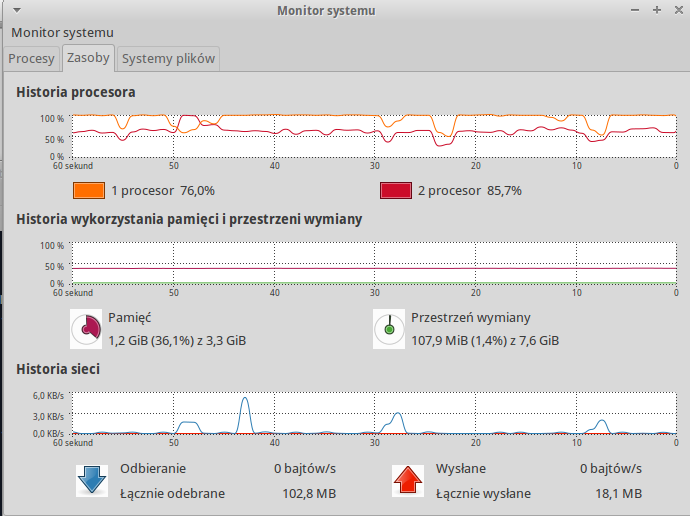 Monitor systemu
Monitor systemu
Procesy Zasoby Systemy plików
Historia procesora
100 %
50 %
0 %
60 sekund 50 40 30 20 10 0
1 procesor 76,0% 2 procesor 85,7%
Historia wykorzystania pamięci i przestrzeni wymiany
100 %
50 %
0 %
60 sekund 50 40 30 20 10 0
Pamięć Przestrzeń wymiany
1,2 GiB (36,1%) z 3,3 GiB 107,9 MiB (1,4%) z 7,6 GiB
Historia sieci
6,0 KB/s
3,0 KB/s
0,0 KB/s
60 sekund 50 40 30 20 10 0
Odbieranie 0 bajtów/s Wysłane 0 bajtów/s
Łącznie odebrane 102,8 MB Łącznie wysłane 18,1 MB